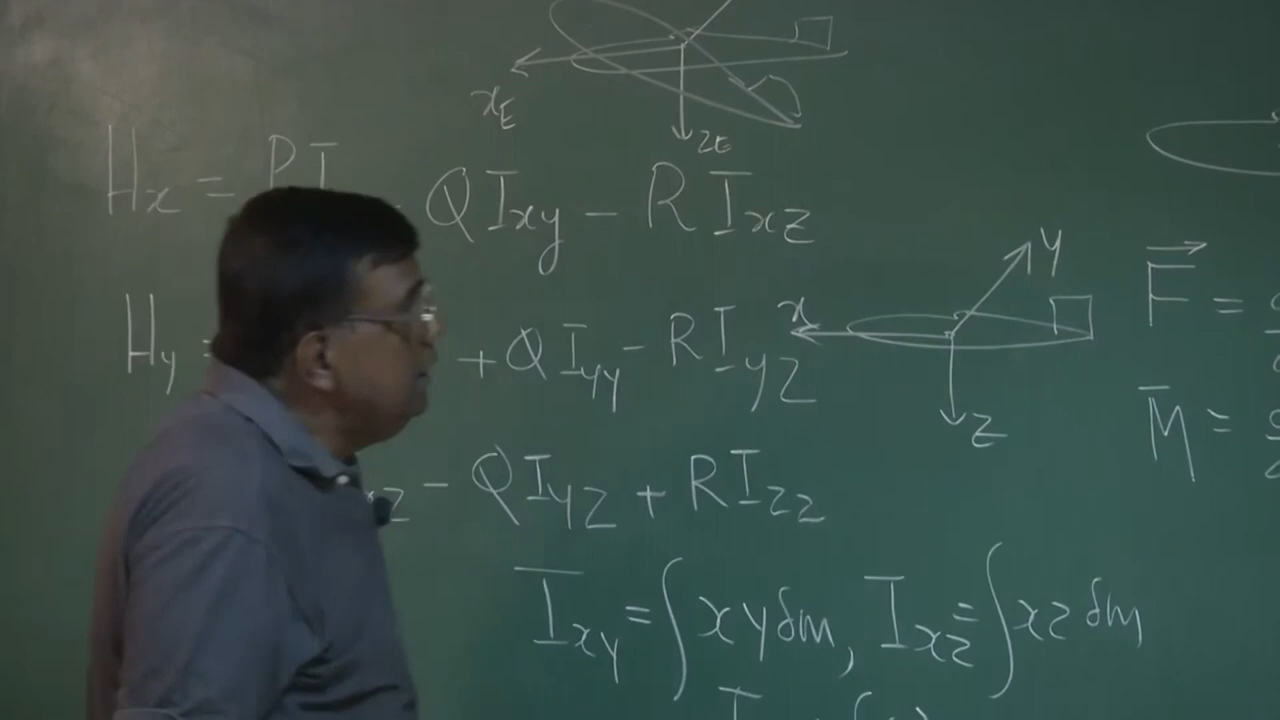 x_E
z_E
H_x = P I - Q I_xy - R I_xz
H_y = + Q I_yy - R I_yz
xz - Q I_yz + R I_zz
I_xy = ∫ x y δm, I_xz = ∫ x z δm
I
y
x
z
F⃗ =
M̄ =